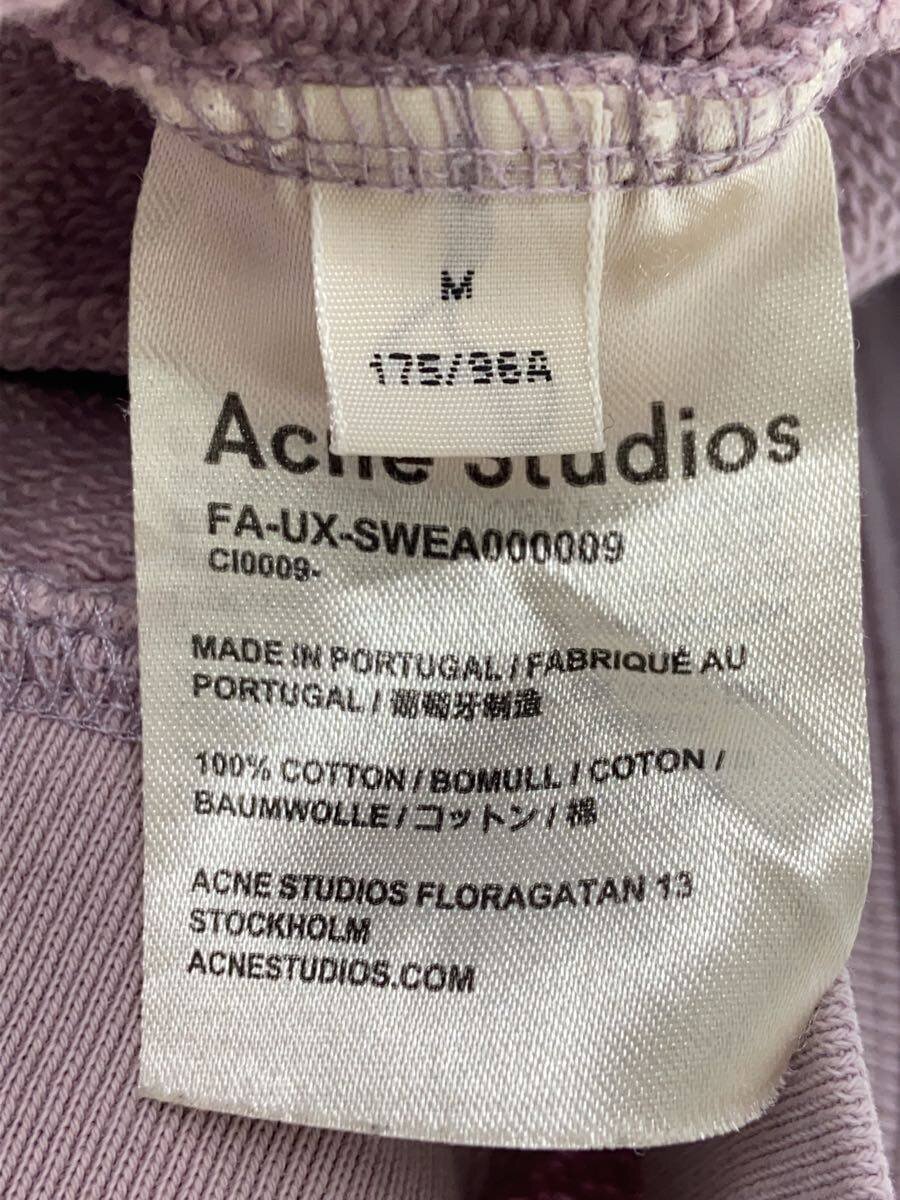 M
175/96A
Acne Studios
FA-UX-SWEA000009
CI0009-
MADE IN PORTUGAL / FABRIQUÉ AU
PORTUGAL / 葡萄牙制造
100% COTTON / BOMULL / COTON /
BAUMWOLLE / コットン / 棉
ACNE STUDIOS FLORAGATAN 13
STOCKHOLM
ACNESTUDIOS.COM